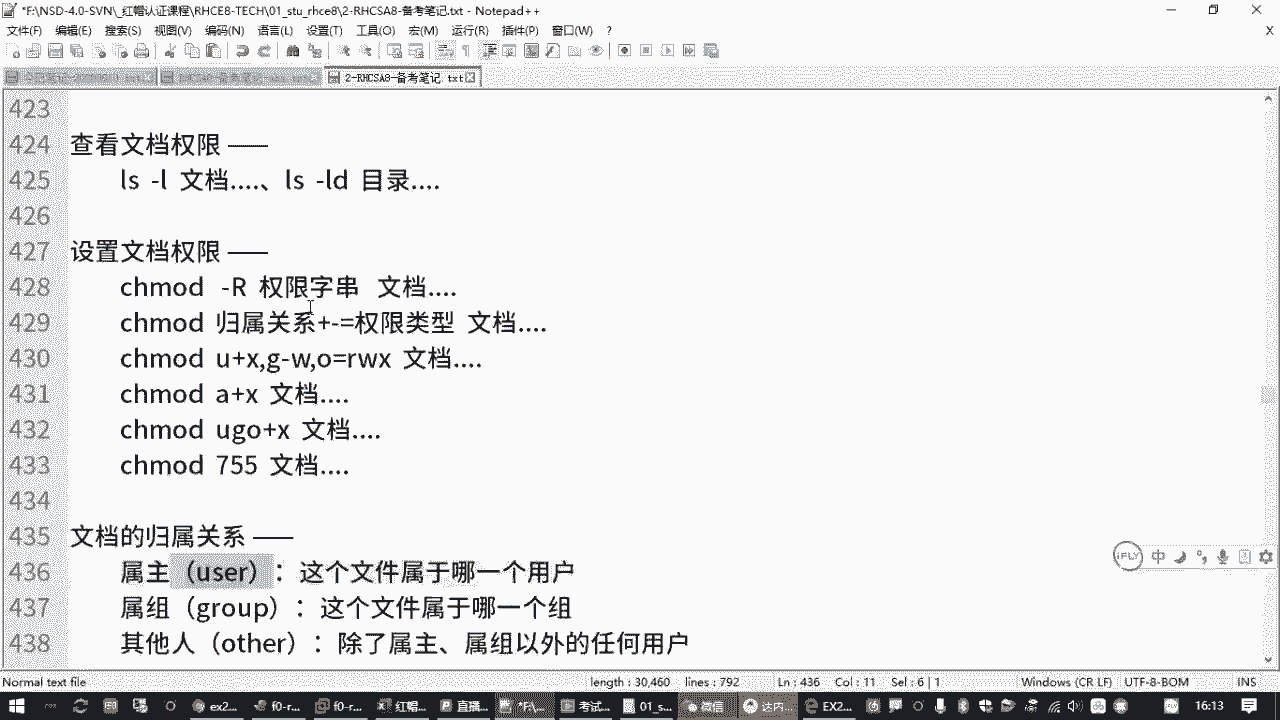 *F:\NSD-4.0-SVN\_红帽认证课程\RHCE8-TECH\01_stu_rhce8\2-RHCSA8-备考笔记.txt - Notepad++
文件(F) 编辑(E) 搜索(S) 视图(V) 编码(N) 语言(L) 设置(T) 工具(O) 宏(M) 运行(R) 插件(P) 窗口(W) ? X
2-RHCSA8-备考笔记.txt
423
424 查看文档权限 ——
425 ls -l 文档....、ls -ld 目录....
426
427 设置文档权限 ——
428 chmod -R 权限字串 文档....
429 chmod 归属关系+-=权限类型 文档....
430 chmod u+x,g-w,o=rwx 文档....
431 chmod a+x 文档....
432 chmod ugo+x 文档....
433 chmod 755 文档....
434
435 文档的归属关系 ——
436 属主（user）：这个文件属于哪一个用户
437 属组（group）：这个文件属于哪一个组
438 其他人（other）：除了属主、属组以外的任何用户
iFLY 中
Normal text file length : 30,460 lines : 792 Ln : 436 Col : 11 Sel : 6 | 1 Windows (CR LF) UTF-8-BOM INS
ex2... f0-r... f0-r... 红帽... 直播... *F\... 考试... 01_s... 微信 达内... EX2... 16:13